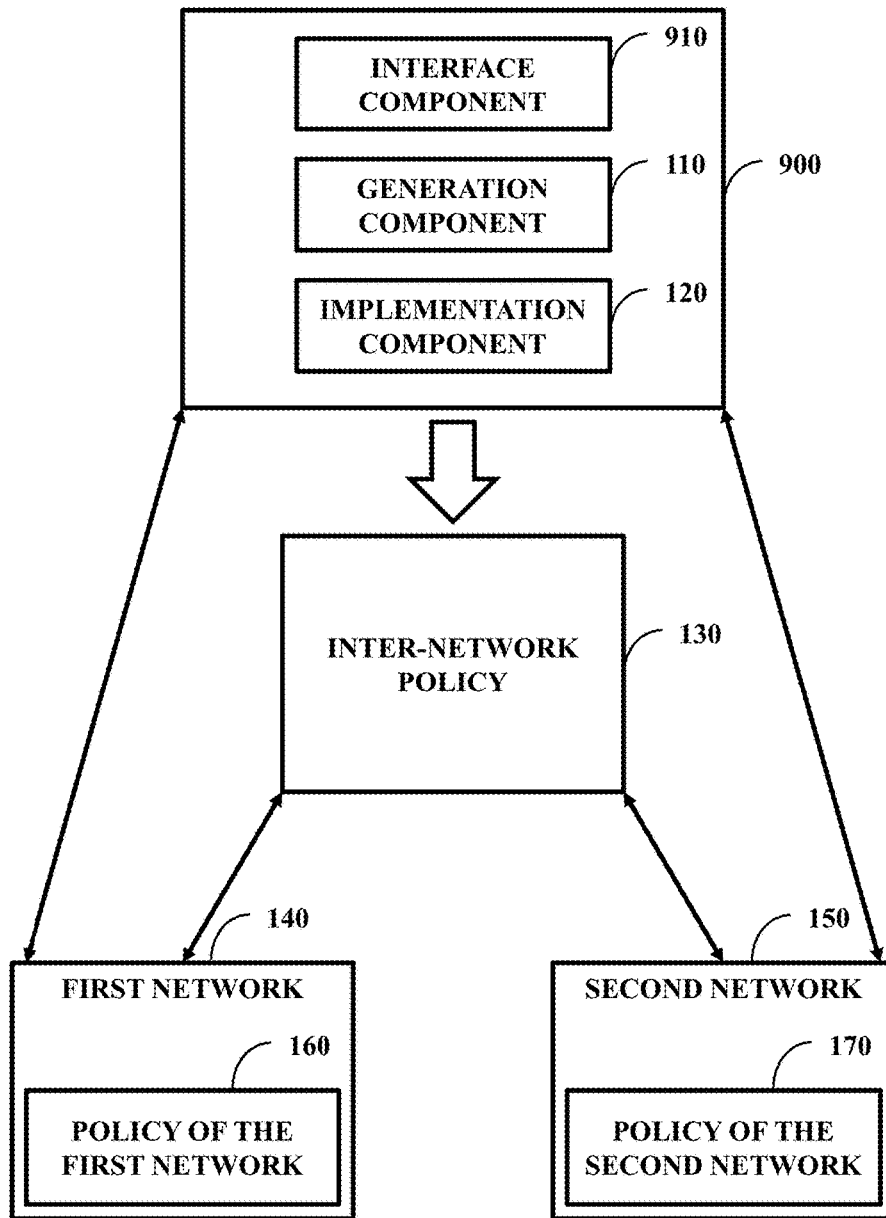 910
INTERFACE
COMPONENT
110
900
GENERATION
COMPONENT
120
IMPLEMENTATION
COMPONENT
130
INTER-NETWORK
POLICY
140
150
FIRST NETWORK
SECOND NETWORK
160
170
POLICY OF THE
FIRST NETWORK
POLICY OF THE
SECOND NETWORK